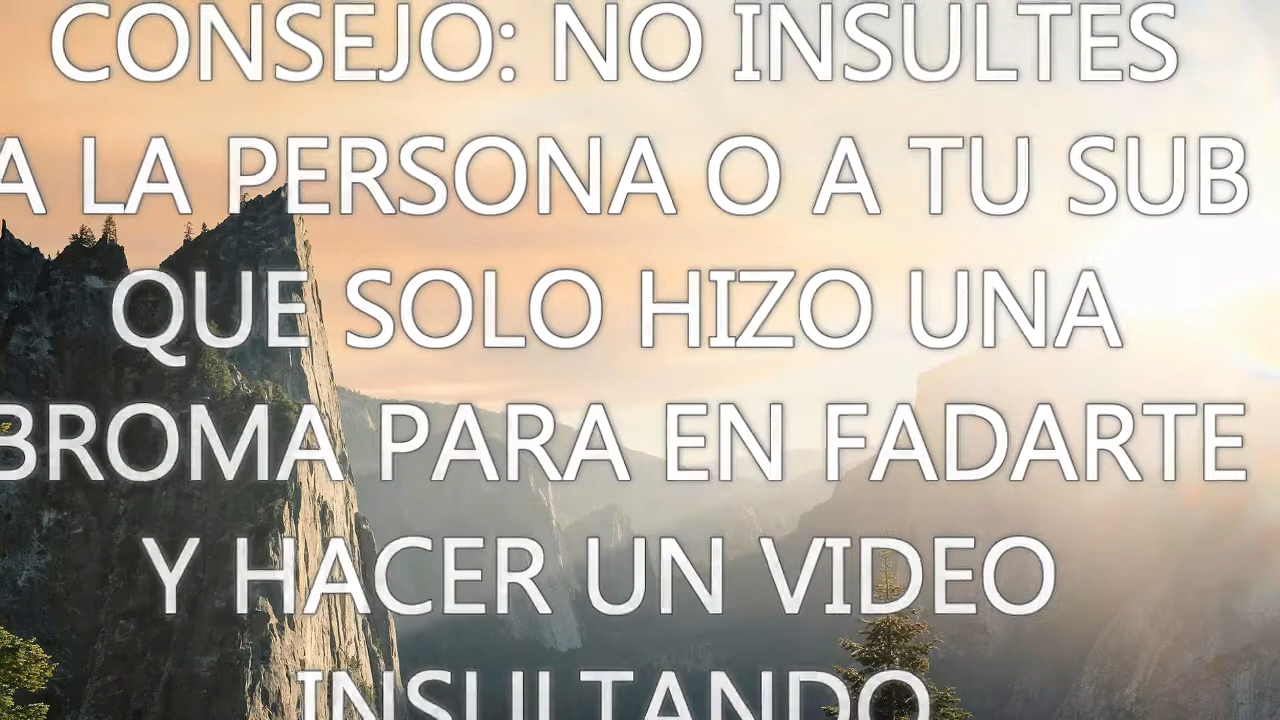 CONSEJO: NO INSULTES
A LA PERSONA O A TU SUB
QUE SOLO HIZO UNA
BROMA PARA EN FADARTE
Y HACER UN VIDEO
INSULTANDO